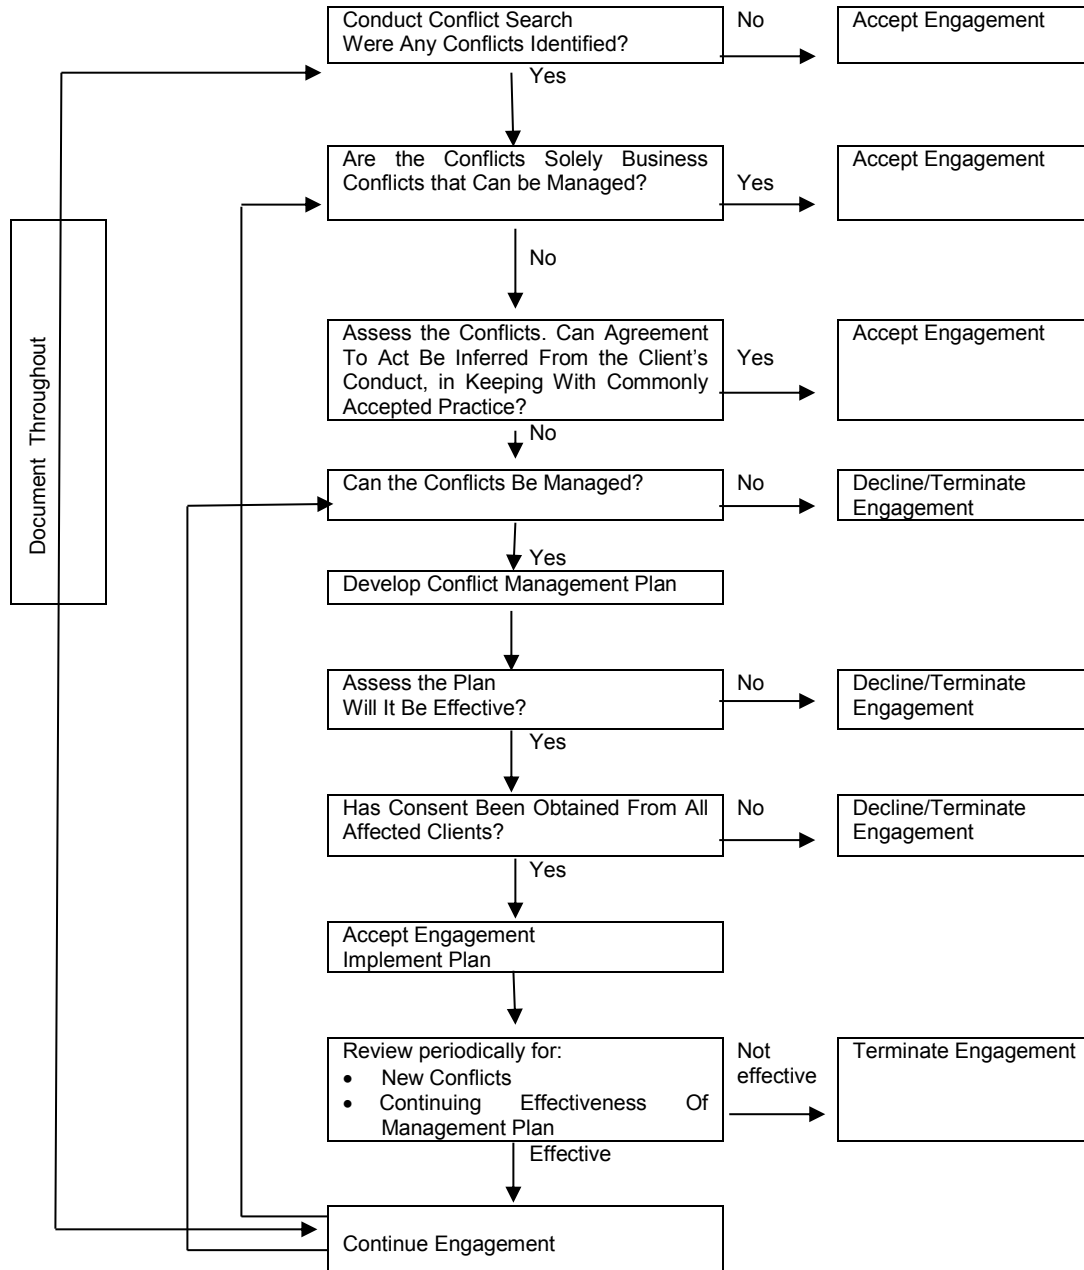 Conduct Conflict Search
Were Any Conflicts Identified?
No
Accept Engagement
Yes
Are the Conflicts Solely Business
Conflicts that Can be Managed?
Yes
Accept Engagement
No
Document Throughout
Assess the Conflicts. Can Agreement
To Act Be Inferred From the Client’s
Conduct, in Keeping With Commonly
Accepted Practice?
Yes
Accept Engagement
No
Can the Conflicts Be Managed?
No
Decline/Terminate
Engagement
Yes
Develop Conflict Management Plan
Assess the Plan
Will It Be Effective?
No
Decline/Terminate
Engagement
Yes
Has Consent Been Obtained From All
Affected Clients?
No
Decline/Terminate
Engagement
Yes
Accept Engagement
Implement Plan
Review periodically for:
• New Conflicts
• Continuing Effectiveness Of
Management Plan
Not
effective
Terminate Engagement
Effective
Continue Engagement